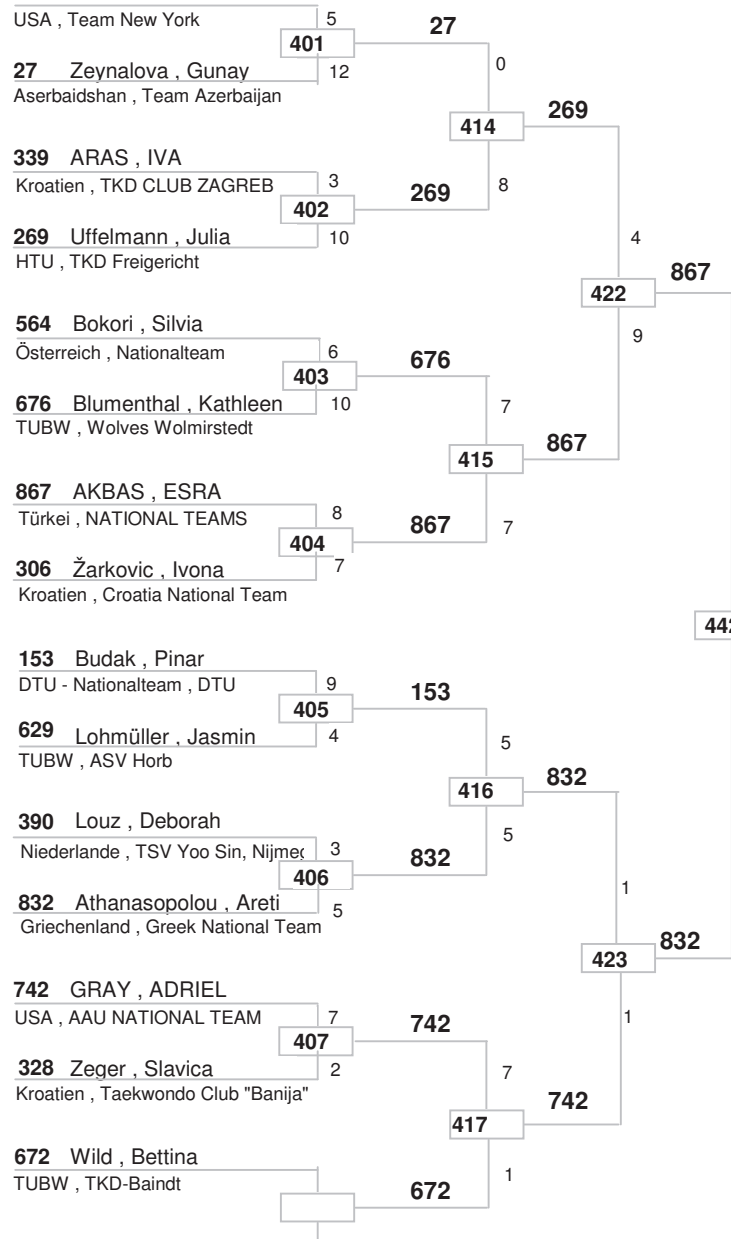 USA , Team New York
5
401
27
27 Zeynalova , Gunay
12
Aserbaidshan , Team Azerbaijan
0
414
269
339 ARAS , IVA
Kroatien , TKD CLUB ZAGREB
3
402
269
8
269 Uffelmann , Julia
10
HTU , TKD Freigericht
4
422
867
564 Bokori , Silvia
Österreich , Nationalteam
6
403
676
9
676 Blumenthal , Kathleen
10
TUBW , Wolves Wolmirstedt
7
415
867
867 AKBAS , ESRA
Türkei , NATIONAL TEAMS
8
404
867
7
306 Žarkovic , Ivona
7
Kroatien , Croatia National Team
442
153 Budak , Pinar
DTU - Nationalteam , DTU
9
405
153
629 Lohmüller , Jasmin
4
TUBW , ASV Horb
5
416
832
390 Louz , Deborah
Niederlande , TSV Yoo Sin, Nijmeg
3
406
832
5
832 Athanasopolou , Areti
5
Griechenland , Greek National Team
1
423
832
742 GRAY , ADRIEL
USA , AAU NATIONAL TEAM
7
407
742
1
328 Zeger , Slavica
2
Kroatien , Taekwondo Club "Banija"
7
417
742
672 Wild , Bettina
TUBW , TKD-Baindt
672
1